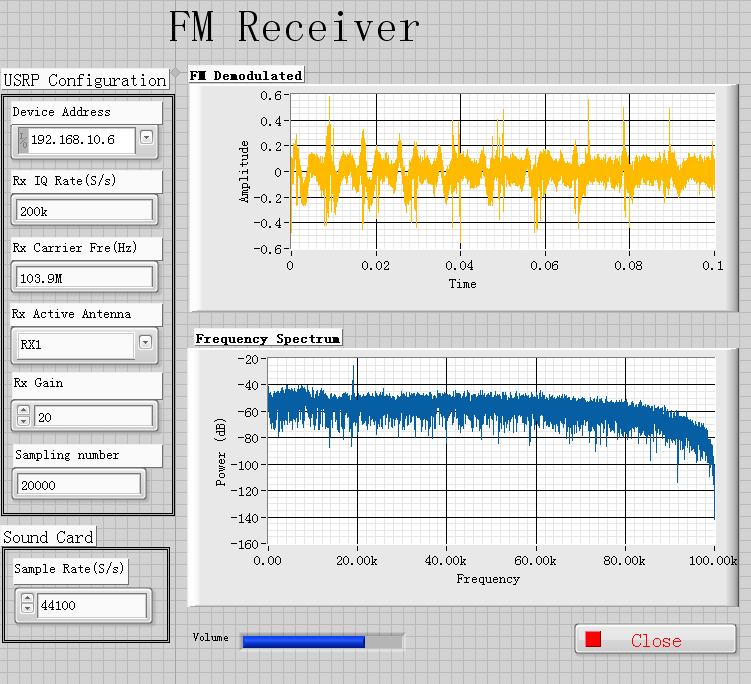 FM Receiver
USRP Configuration
Device Address
192.168.10.6
Rx IQ Rate(S/s)
200k
Rx Carrier Fre(Hz)
103.9M
Rx Active Antenna
RX1
Rx Gain
20
Sampling number
20000
Sound Card
Sample Rate(S/s)
44100
FM Demodulated
Amplitude
0.6
0.4
0.2
0
-0.2
-0.4
-0.6
0 0.02 0.04 0.06 0.08 0.1
Time
Frequency Spectrum
Power (dB)
-20
-40
-60
-80
-100
-120
-140
-160
0.00 20.00k 40.00k 60.00k 80.00k 100.00k
Frequency
Volume
Close